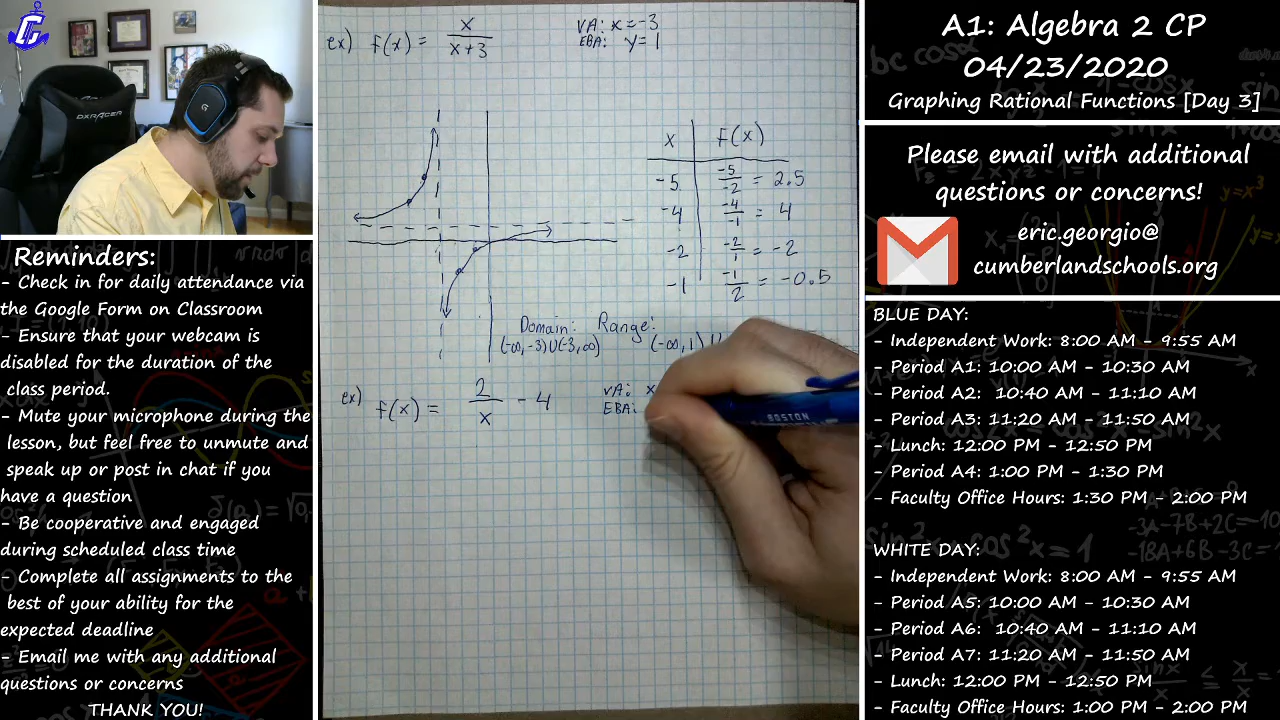 Reminders:
- Check in for daily attendance via
the Google Form on Classroom
- Ensure that your webcam is
disabled for the duration of the
class period.
- Mute your microphone during the
lesson, but feel free to unmute and
speak up or post in chat if you
have a question
- Be cooperative and engaged
during scheduled class time
- Complete all assignments to the
best of your ability for the
expected deadline
- Email me with any additional
questions or concerns
THANK YOU!
DXRACER
ex) f(x) = x / x+3
VA: x = -3
EBA: y = 1
x f(x)
-5 -5/-2 = 2.5
-4 -4/-1 = 4
-2 -2/1 = -2
-1 -1/2 = -0.5
Domain: Range:
(-∞,-3)U(-3,∞) (-∞,1)U
ex) f(x) = 2/x - 4
VA: x
EBA:
BOSTON
A1: Algebra 2 CP
04/23/2020
Graphing Rational Functions [Day 3]
Please email with additional
questions or concerns!
eric.georgio@
cumberlandschools.org
BLUE DAY:
- Independent Work: 8:00 AM - 9:55 AM
- Period A1: 10:00 AM - 10:30 AM
- Period A2: 10:40 AM - 11:10 AM
- Period A3: 11:20 AM - 11:50 AM
- Lunch: 12:00 PM - 12:50 PM
- Period A4: 1:00 PM - 1:30 PM
- Faculty Office Hours: 1:30 PM - 2:00 PM
WHITE DAY:
- Independent Work: 8:00 AM - 9:55 AM
- Period A5: 10:00 AM - 10:30 AM
- Period A6: 10:40 AM - 11:10 AM
- Period A7: 11:20 AM - 11:50 AM
- Lunch: 12:00 PM - 12:50 PM
- Faculty Office Hours: 1:00 PM - 2:00 PM